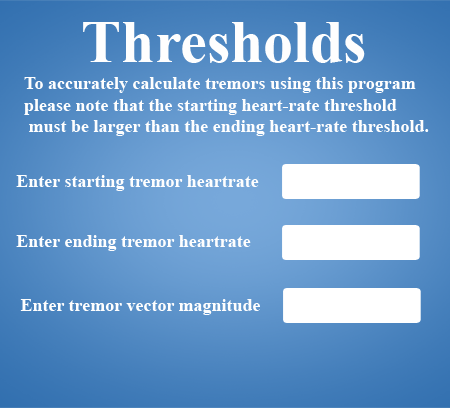 Thresholds
To accurately calculate tremors using this program
please note that the starting heart-rate threshold
must be larger than the ending heart-rate threshold.
Enter starting tremor heartrate
Enter ending tremor heartrate
Enter tremor vector magnitude